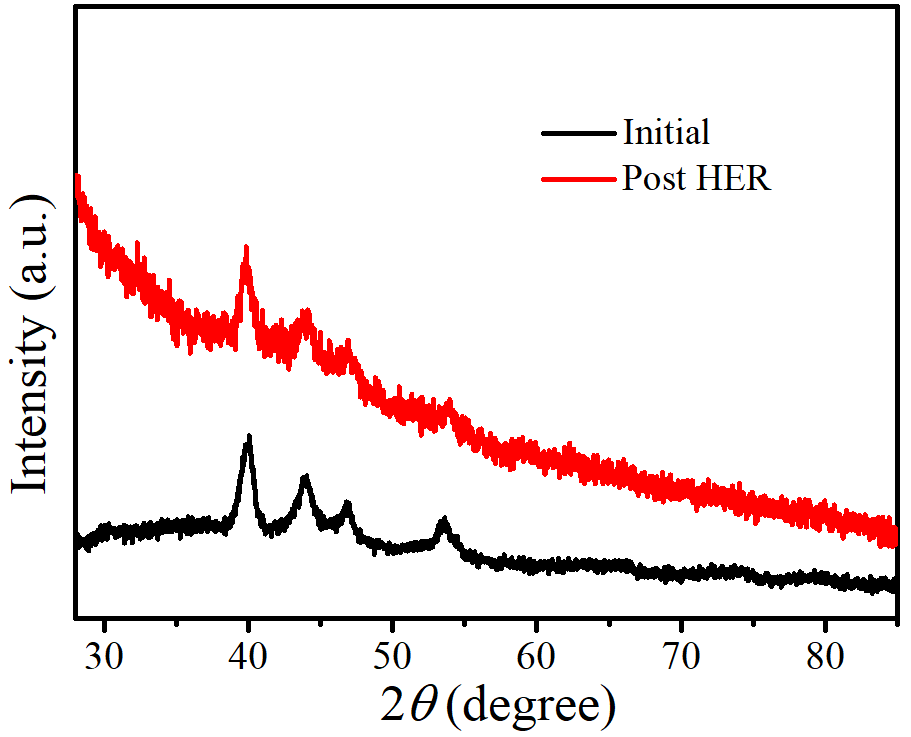 Initial
Post HER
Intensity (a.u.)
30 40 50 60 70 80
2θ (degree)